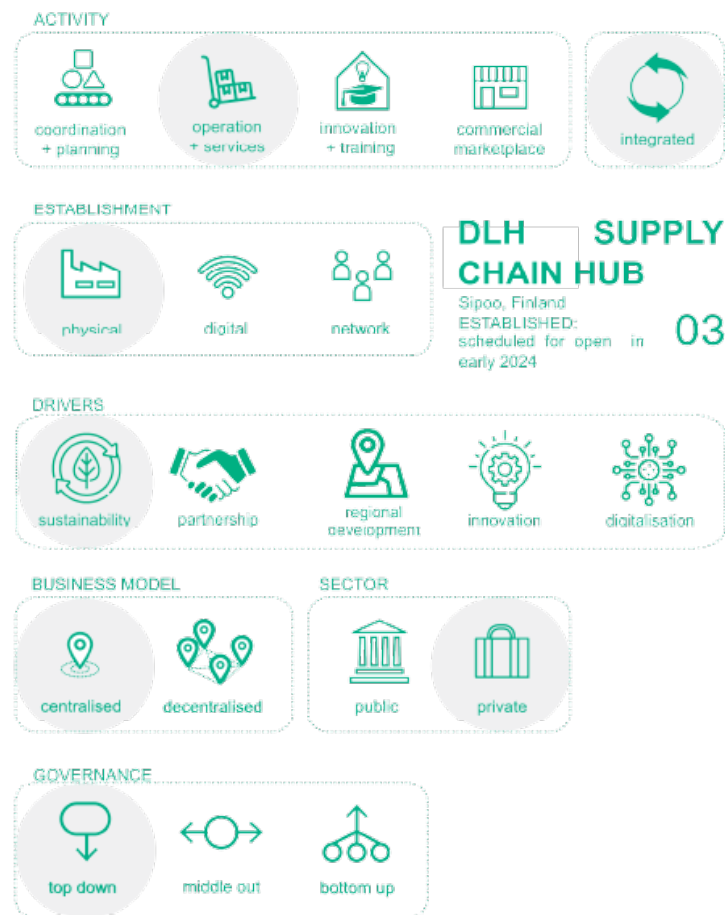 ACTIVITY
coordination
+ planning
operation
+ services
innovation
+ training
commercial
marketplace
integrated
ESTABLISHMENT
physical
digital
network
DLH SUPPLY
CHAIN HUB
Sipoo, Finland
ESTABLISHED:
scheduled for open in
early 2024
03
DRIVERS
sustainability
partnership
regional
development
innovation
digitalisation
BUSINESS MODEL
centralised
decentralised
SECTOR
public
private
GOVERNANCE
top down
middle out
bottom up